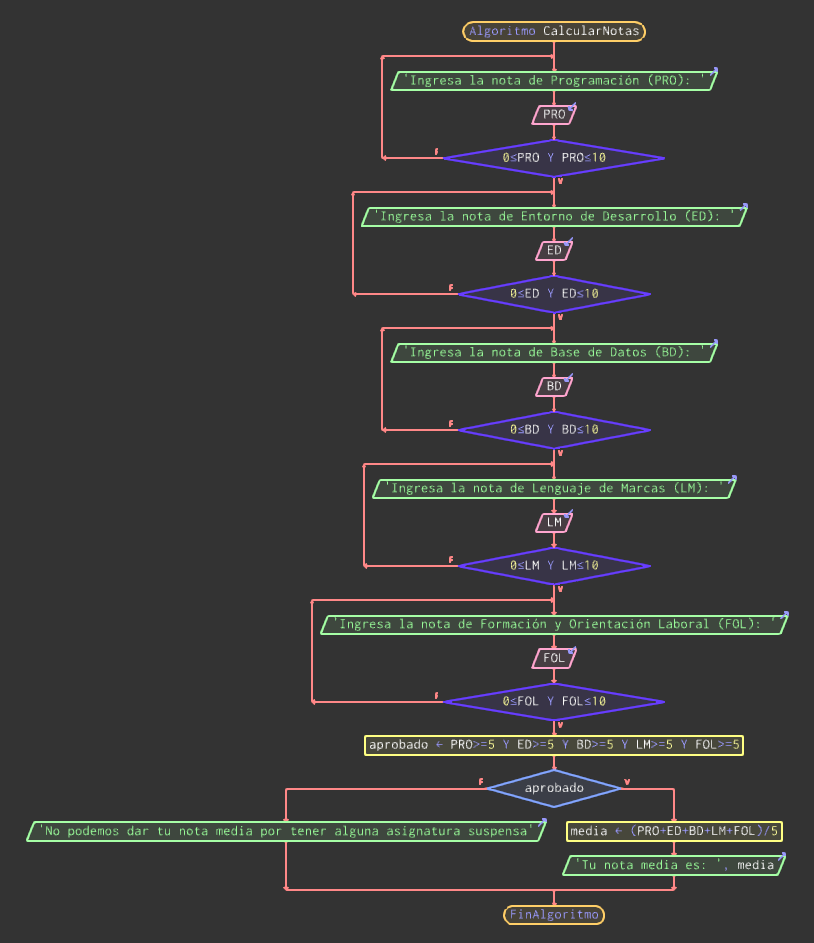 Algoritmo CalcularNotas
'Ingresa la nota de Programación (PRO): '
PRO
0≤PRO Y PRO≤10
F
V
'Ingresa la nota de Entorno de Desarrollo (ED): '
ED
0≤ED Y ED≤10
F
V
'Ingresa la nota de Base de Datos (BD): '
BD
0≤BD Y BD≤10
F
V
'Ingresa la nota de Lenguaje de Marcas (LM): '
LM
0≤LM Y LM≤10
F
V
'Ingresa la nota de Formación y Orientación Laboral (FOL): '
FOL
0≤FOL Y FOL≤10
F
V
aprobado ← PRO>=5 Y ED>=5 Y BD>=5 Y LM>=5 Y FOL>=5
F
V
aprobado
'No podemos dar tu nota media por tener alguna asignatura suspensa'
media ← (PRO+ED+BD+LM+FOL)/5
'Tu nota media es: ', media
FinAlgoritmo